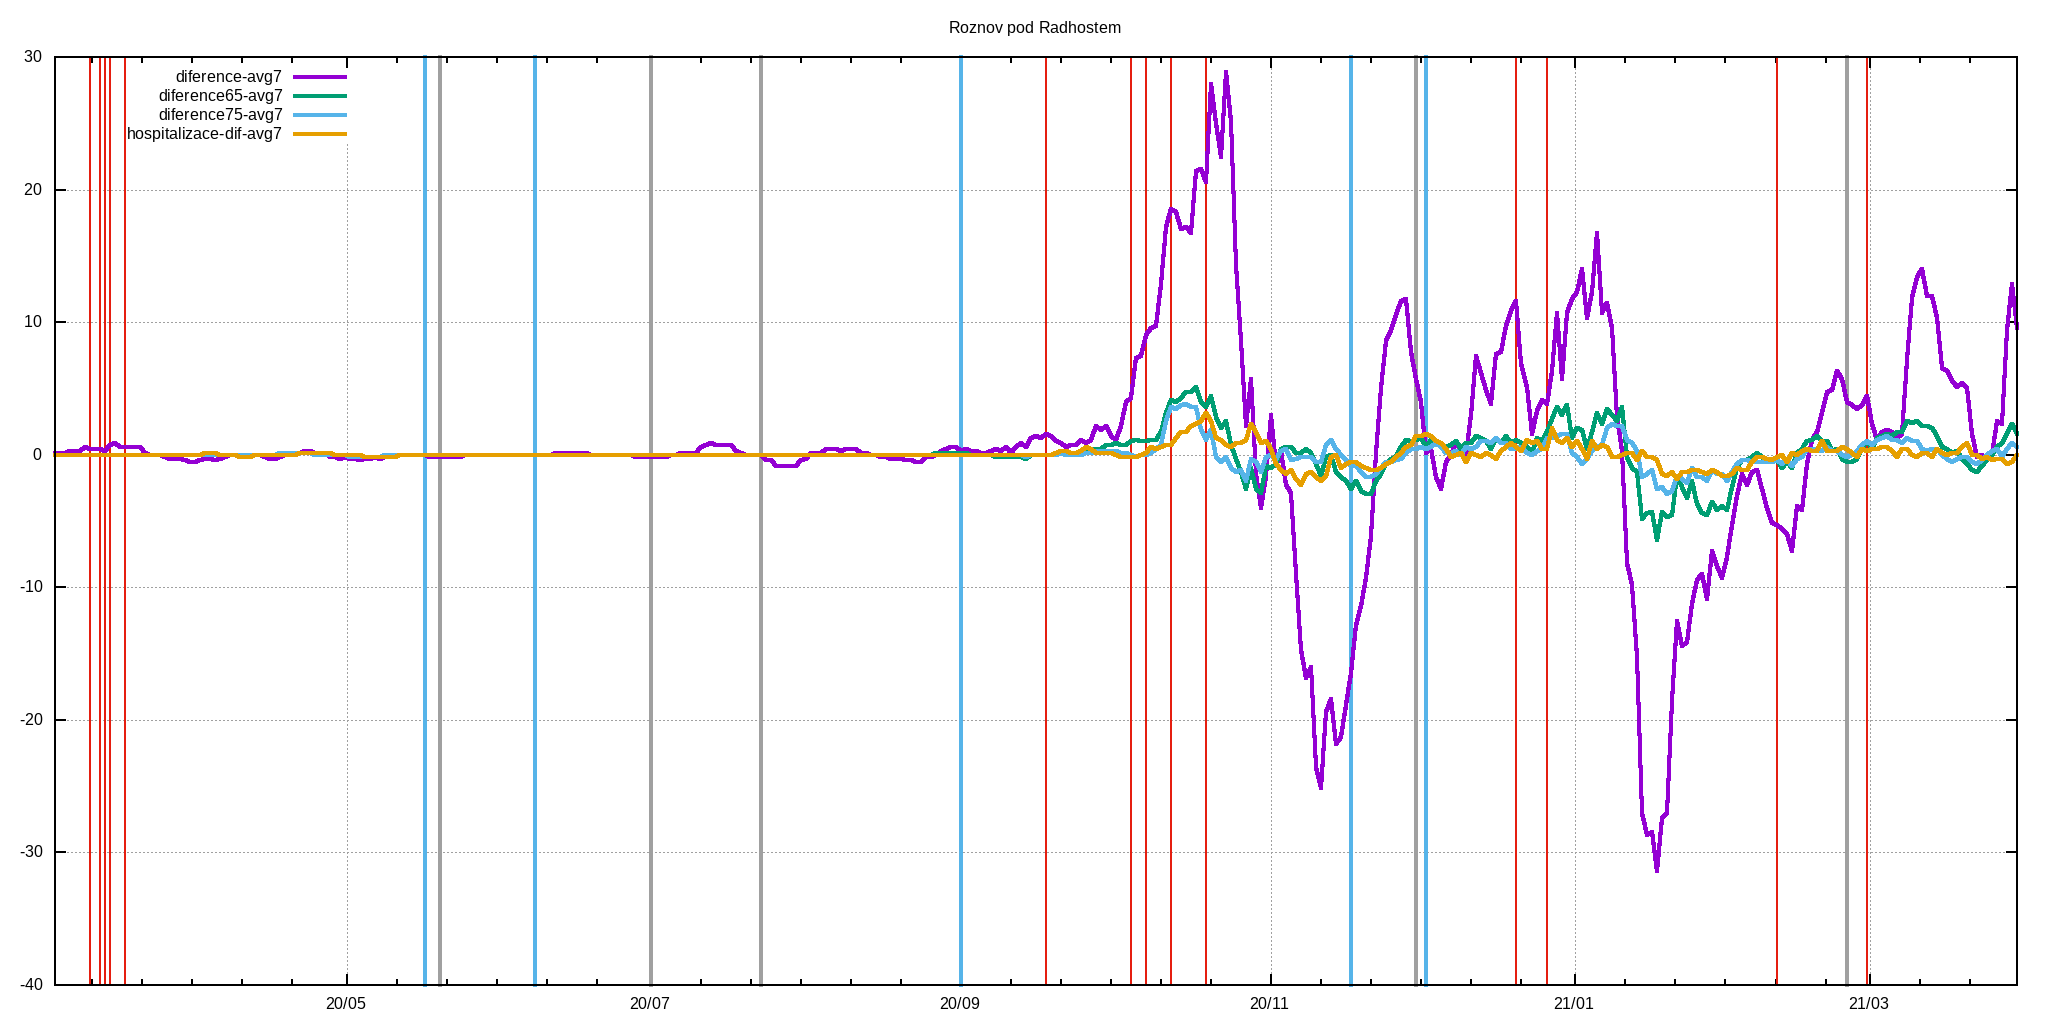 Roznov pod Radhostem
diference-avg7
diference65-avg7
diference75-avg7
hospitalizace-dif-avg7
30
20
10
0
-10
-20
-30
-40
20/05 20/07 20/09 20/11 21/01 21/03